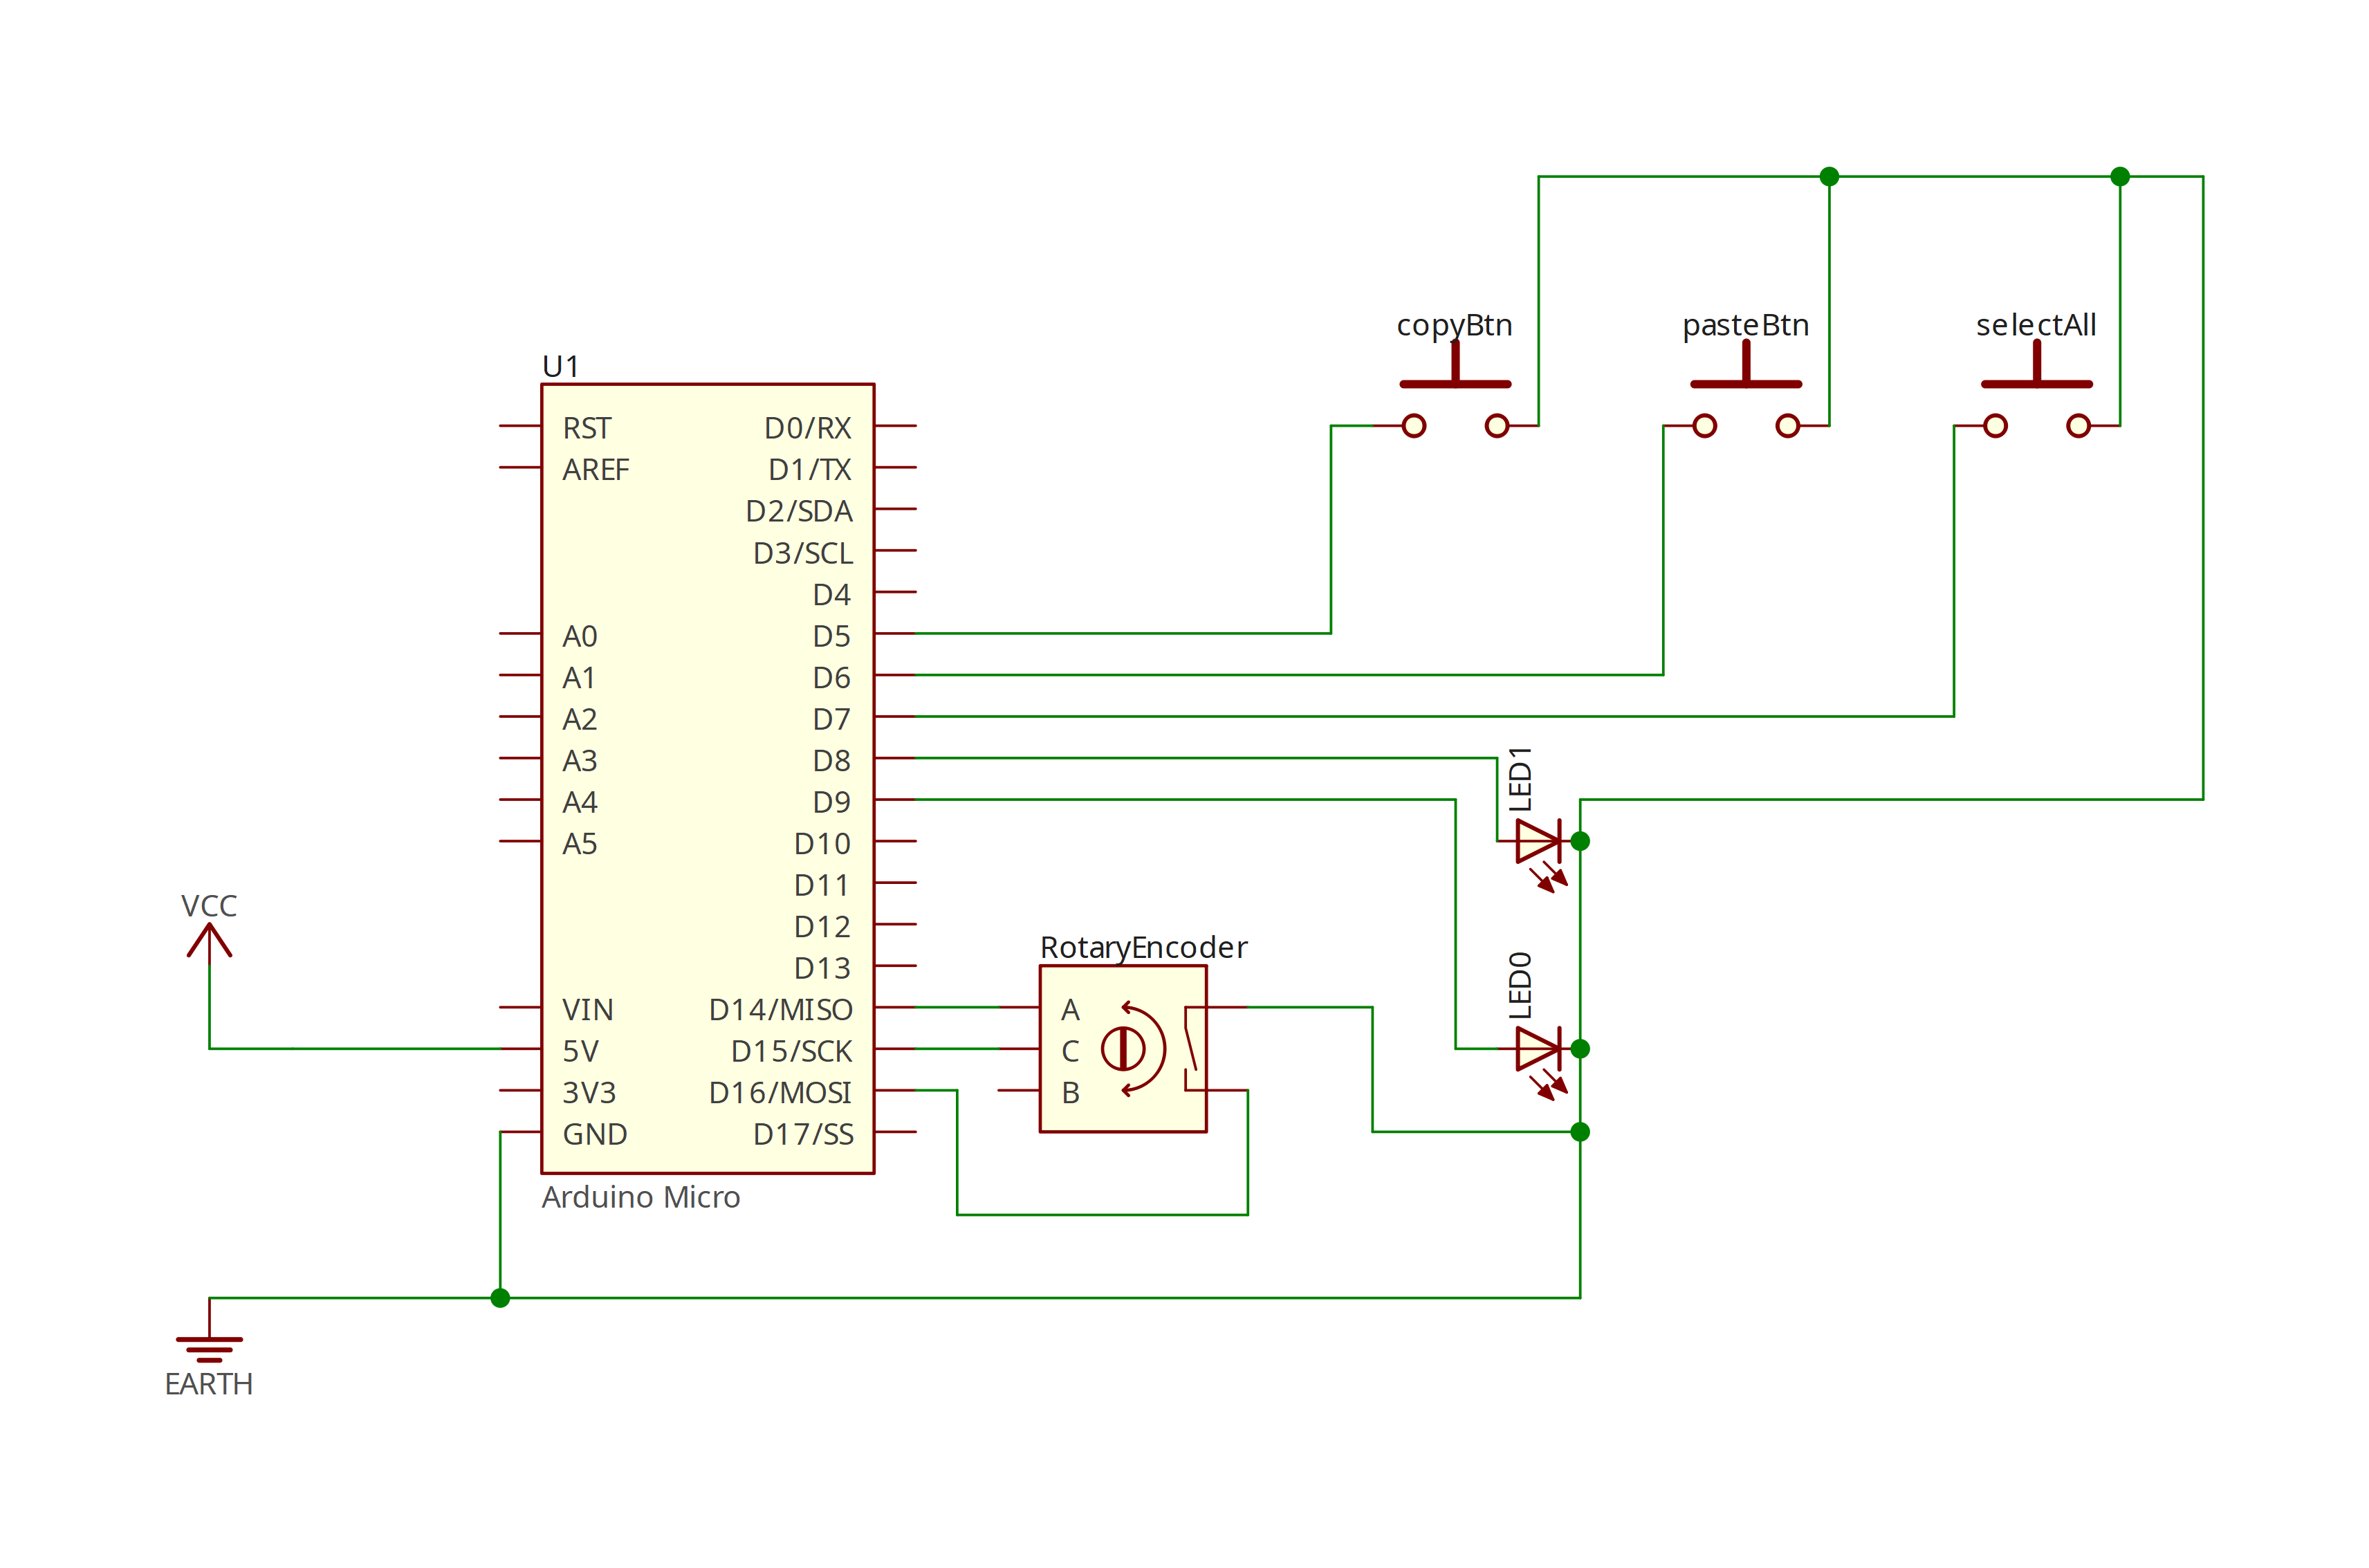 copyBtn
pasteBtn
selectAll
U1
RST
D0/RX
AREF
D1/TX
D2/SDA
D3/SCL
D4
A0
D5
A1
D6
A2
D7
A3
D8
A4
D9
A5
D10
D11
D12
D13
VIN
D14/MISO
5V
D15/SCK
3V3
D16/MOSI
GND
D17/SS
Arduino Micro
VCC
EARTH
RotaryEncoder
A
C
B
LED1
LED0